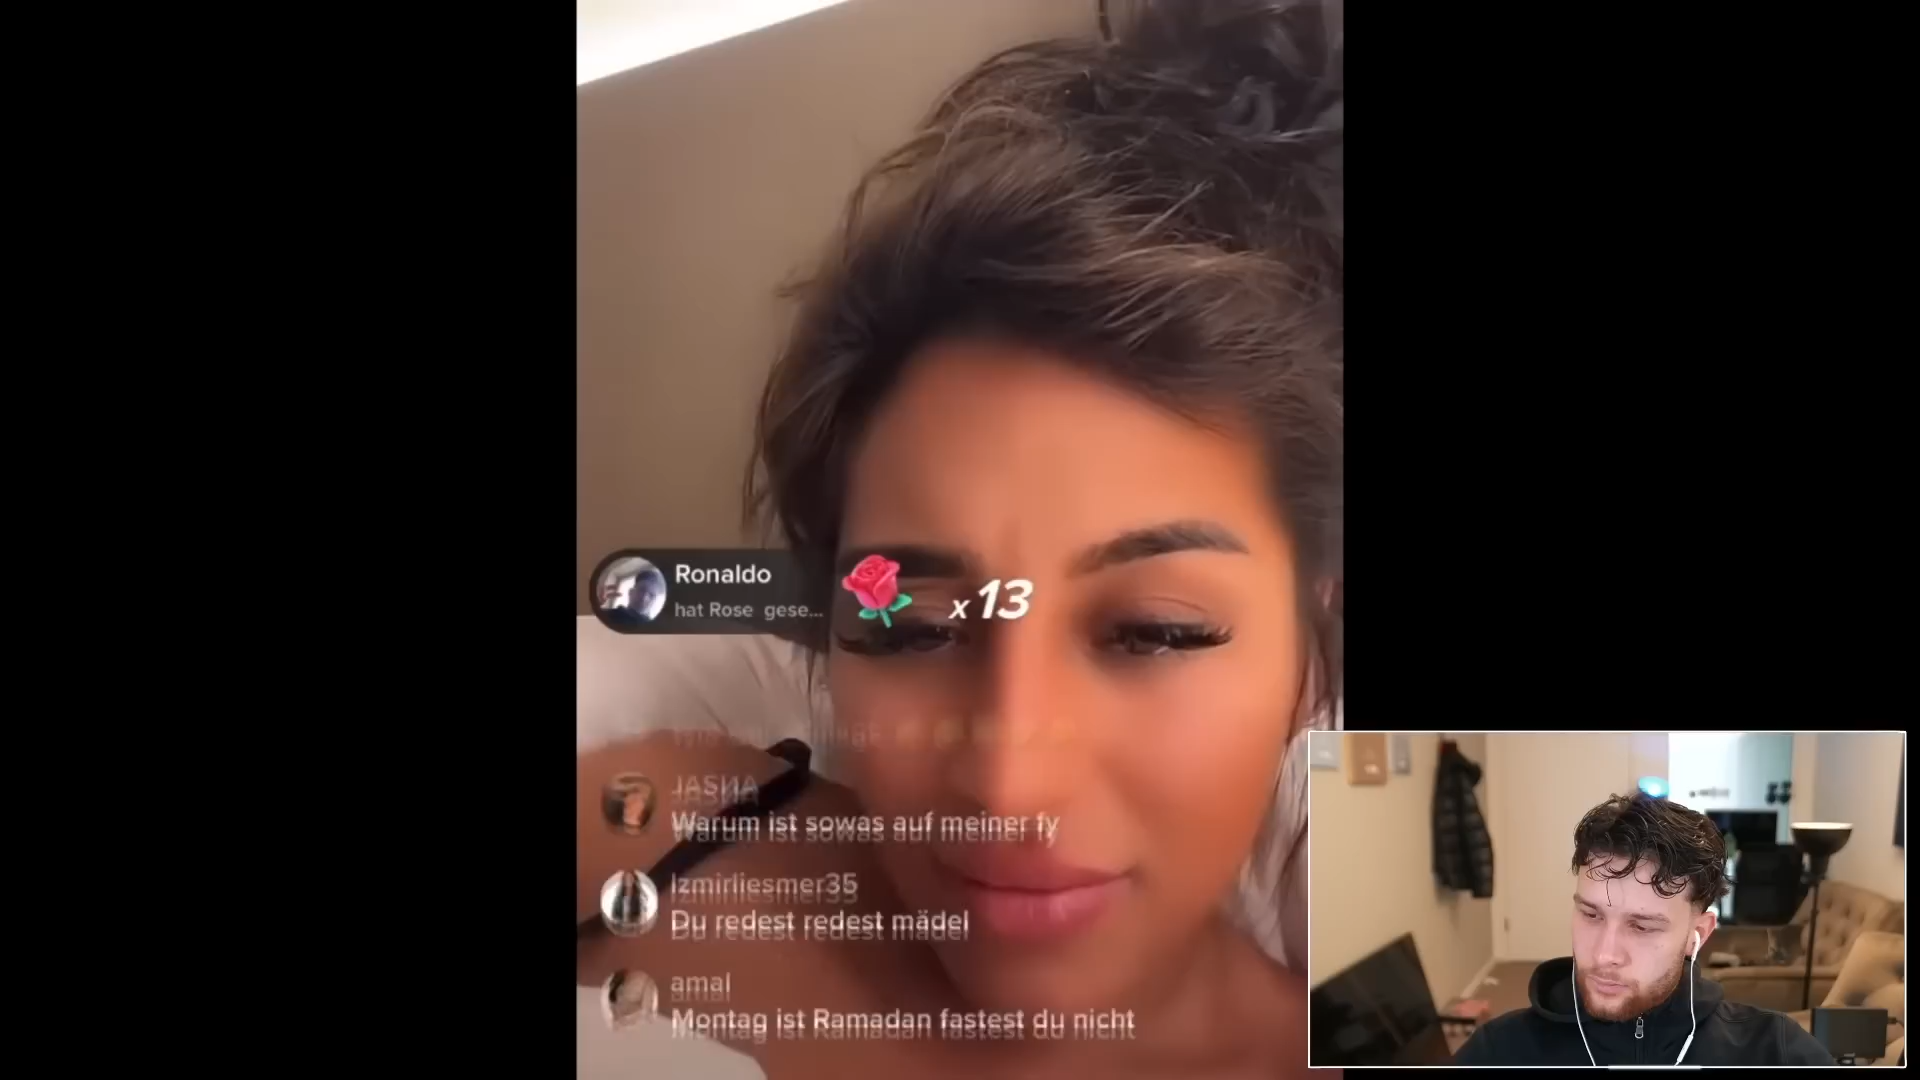 Ronaldo
hat Rose gese...
x 13
JASNA
Warum ist sowas auf meiner fy
Izmirliesmer35
Du redest redest mädel
amal
Montag ist Ramadan fastest du nicht